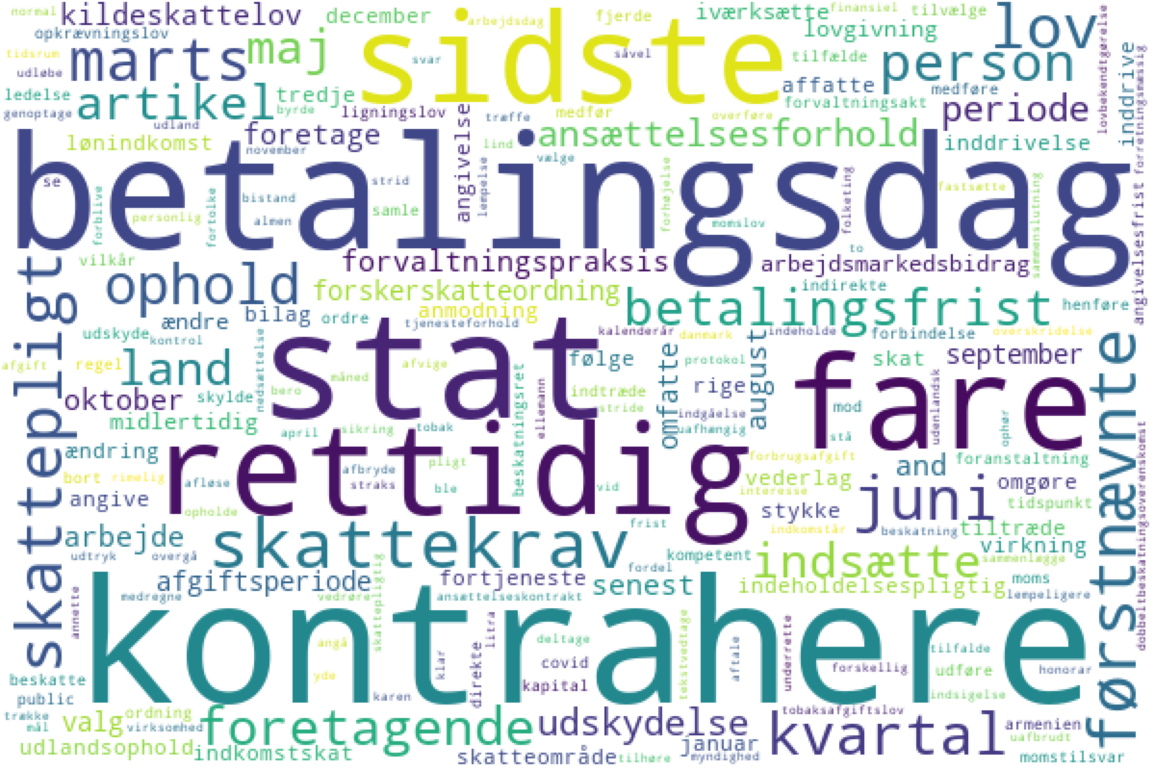 normal
kildeskattelov
december
arbejdsdag
fjerde
iværksætte
finansiel
tilvælge
lov
opkrævningslov
sidste
lovgivning
tidsrum
marts
maj
svar
såvel
tilfælde
person
udløbe
affatte
ledelse
artikel
tredje
medføre
genoptage
byrde
ligningslov
medfør
forvaltningsakt
periode
lovbekendtgørelse
inddrive
udland
foretage
angivelse
træffe
overføre
ansættelsesforhold
inddrivelse
forretningsmæssig
lønindkomst
november
lind
vælge
betalingsdag
se
strid
lempelse
fastsætte
forblive
personlig
fortolke
bistand
almen
samle
forhøjelse
momslov
folketing
sammenslutning
angivelsesfrist
vilkår
forvaltningspraksis
to
arbejdsmarkedsbidrag
skattepligt
ophold
forskerskatteordning
indirekte
betalingsfrist
henføre
bilag
anmodning
ændre
ordre
tjenesteforhold
udskyde
kontrol
kalenderår
danmark
indeholde
forbindelse
overskridelse
stat
afgift
regel
land
nedsættelse
bero
måned
afvige
følge
omfatte
protokol
august
skat
september
fare
førstnævnte
oktober
skylde
indtræde
rige
udenlandsk
midlertidig
ellemann
stride
indgåelse
mod
ophør
april
sikring
tobak
uafhængig
stå
rettidig
ændring
beskatningsret
forbrugsafgift
and
foranstaltning
bort
rimelig
afbryde
pligt
vid
vederlag
omgøre
angive
afløse
straks
ble
interesse
juni
stykke
tidspunkt
opholde
frist
indkomstår
arbejde
skattekrav
beskatning
tiltræde
virkning
dobbeltbeskatningsoverenskomst
udtryk
overgå
kompetent
indsætte
sammenlægge
fordel
afgiftsperiode
fortjeneste
senest
indeholdelsespligtig
moms
medregne
vedrøre
ansættelseskontrakt
lempeligere
kontrahere
annette
skattepligtig
litra
angå
deltage
tekstvedtage
aftale
underrette
tilfalde
klar
direkte
covid
forskellig
udføre
honorar
beskatte
yde
public
karen
kapital
indsigelse
trække
valg
ordning
foretagende
udskydelse
tobaksafgiftslov
kvartal
armenien
mål
virksomhed
uafbrudt
udlandsophold
indkomstskat
skatteområde
tilhøre
januar
myndighed
momstilsvar